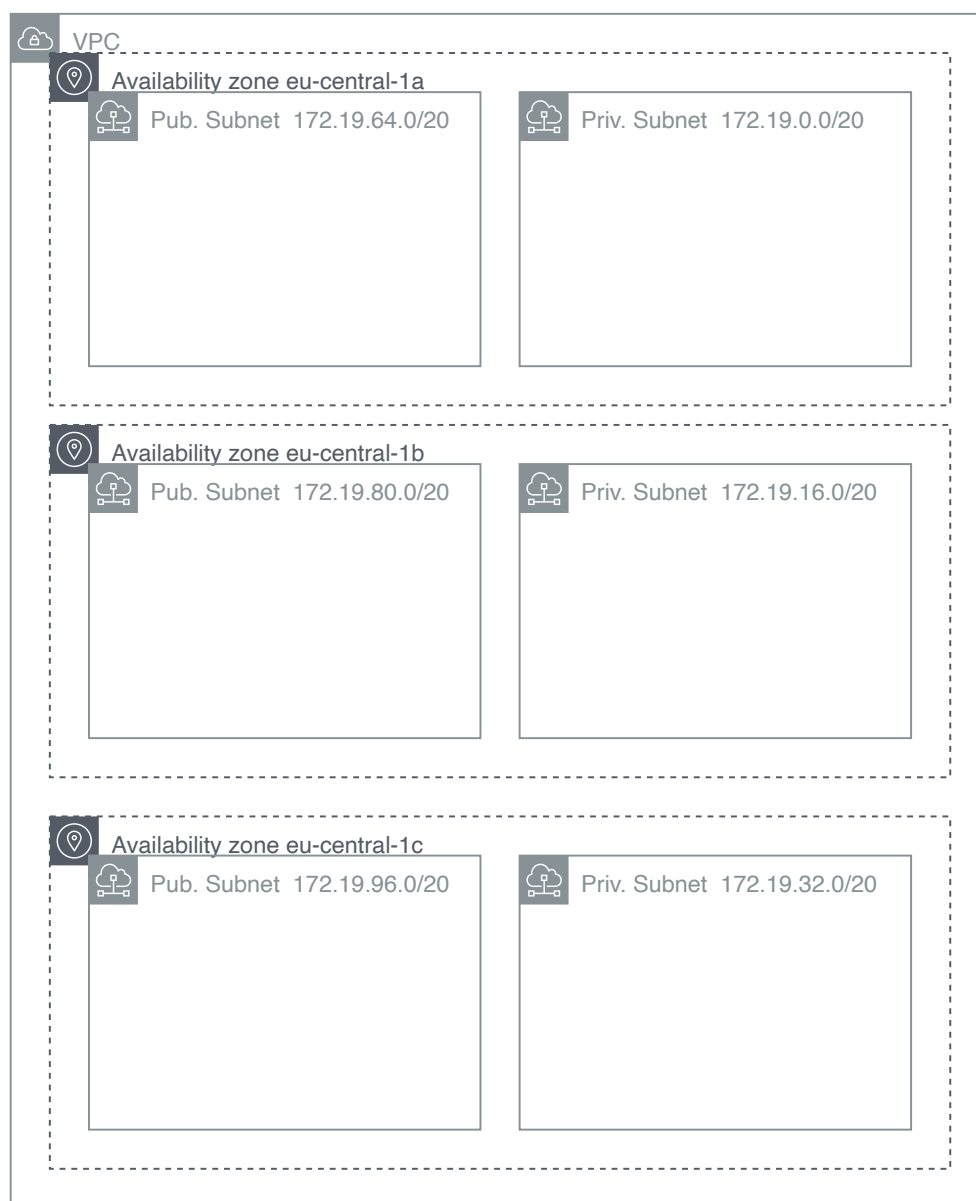 VPC
Availability zone eu-central-1a
Pub. Subnet 172.19.64.0/20
Priv. Subnet 172.19.0.0/20
Availability zone eu-central-1b
Pub. Subnet 172.19.80.0/20
Priv. Subnet 172.19.16.0/20
Availability zone eu-central-1c
Pub. Subnet 172.19.96.0/20
Priv. Subnet 172.19.32.0/20